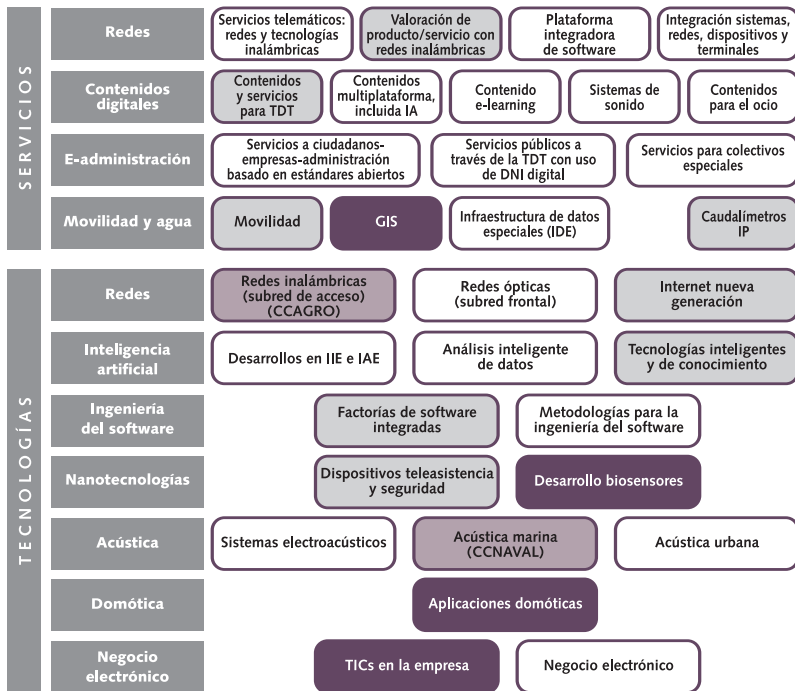 SERVICIOS
Redes
Servicios telemáticos:
redes y tecnologías
inalámbricas
Valoración de
producto/servicio con
redes inalámbricas
Plataforma
integradora
de software
Integración sistemas,
redes, dispositivos y
terminales
Contenidos
digitales
Contenidos
y servicios
para TDT
Contenidos
multiplataforma,
incluida IA
Contenido
e-learning
Sistemas de
sonido
Contenidos
para el ocio
E-administración
Servicios a ciudadanos-
empresas-administración
basado en estándares abiertos
Servicios públicos a
través de la TDT con uso
de DNI digital
Servicios para colectivos
especiales
Movilidad y agua
Movilidad
GIS
Infraestructura de datos
especiales (IDE)
Caudalímetros
IP
TECNOLOGÍAS
Redes
Redes inalámbricas
(subred de acceso)
(CCAGRO)
Redes ópticas
(subred frontal)
Internet nueva
generación
Inteligencia
artificial
Desarrollos en IIE e IAE
Análisis inteligente
de datos
Tecnologías inteligentes
y de conocimiento
Ingeniería
del software
Factorías de software
integradas
Metodologías para la
ingeniería del software
Nanotecnologías
Dispositivos teleasistencia
y seguridad
Desarrollo biosensores
Acústica
Sistemas electroacústicos
Acústica marina
(CCNAVAL)
Acústica urbana
Domótica
Aplicaciones domóticas
Negocio
electrónico
TICs en la empresa
Negocio electrónico